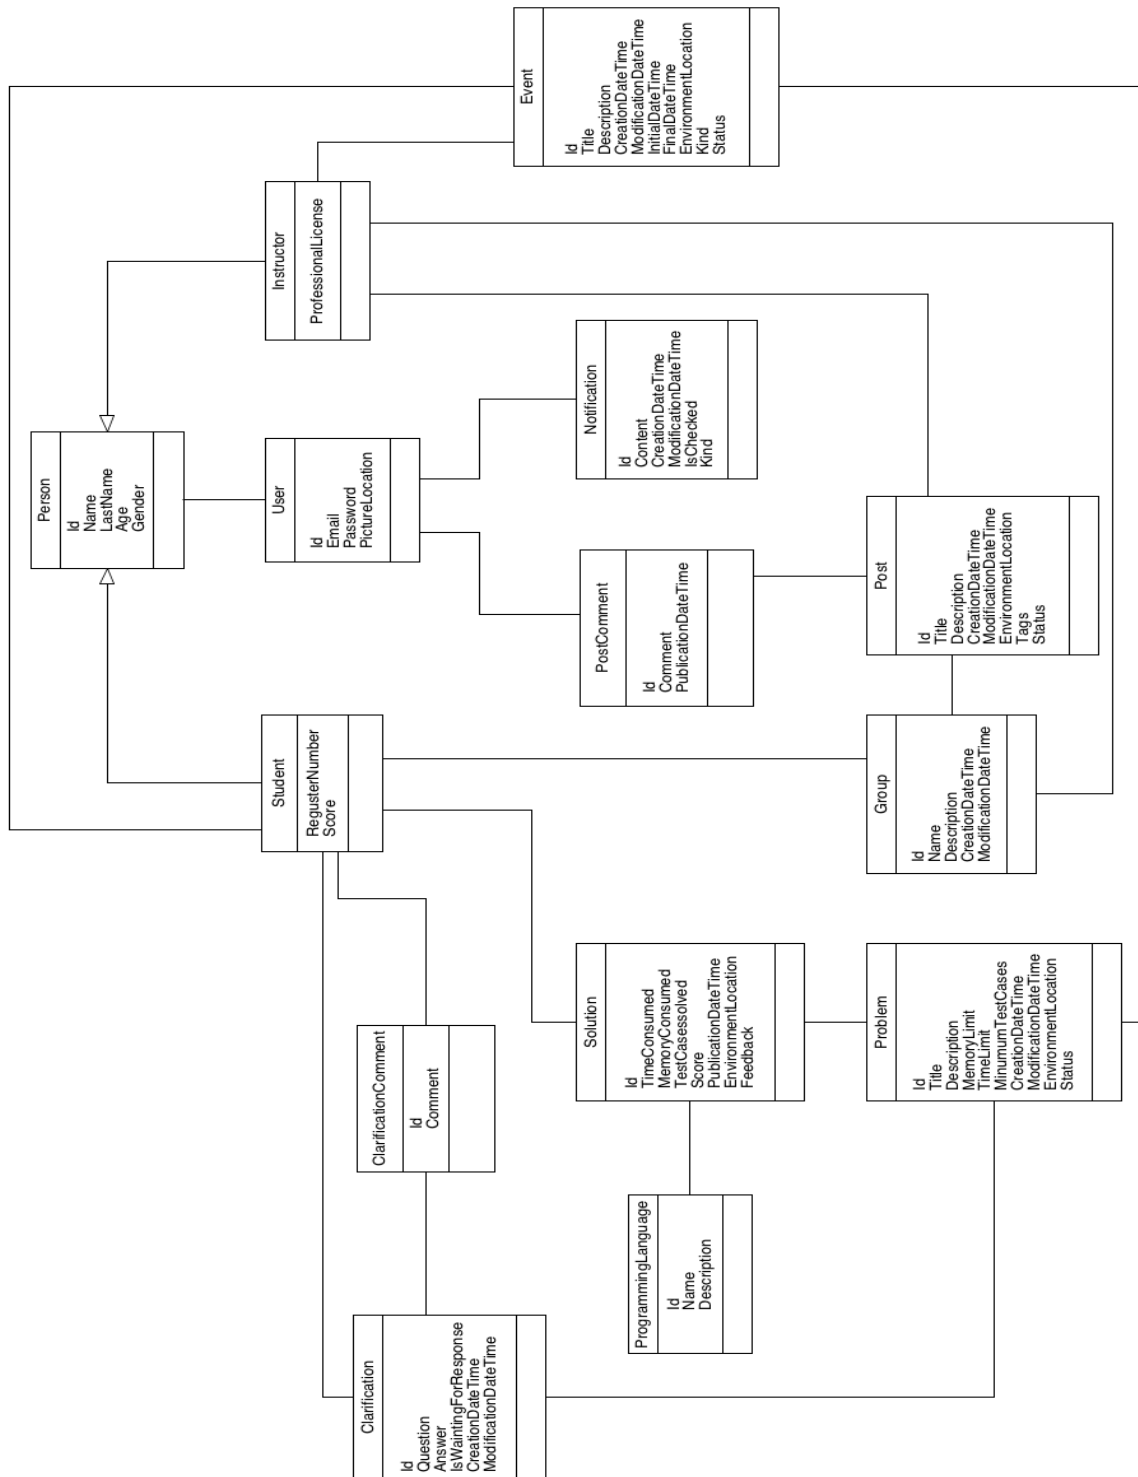 Person
Id
Name
LastName
Age
Gender
Student
RegusterNumber
Score
User
Id
Email
Password
PictureLocation
Instructor
ProfessionalLicense
Event
Id
Title
Description
CreationDateTime
ModificationDateTime
InitialDateTime
FinalDateTime
EnvironmentLocation
Kind
Status
Clarification
Id
Question
Answer
IsWaintingForResponse
CreationDateTime
ModificationDateTime
ClarificationComment
Id
Comment
PostComment
Id
Comment
PublicationDateTime
Notification
Id
Content
CreationDateTime
ModificationDateTime
IsChecked
Kind
ProgrammingLanguage
Id
Name
Description
Solution
Id
TimeConsumed
MemoryConsumed
TestCasessolved
Score
PublicationDateTime
EnvironmentLocation
Feedback
Problem
Id
Title
Description
MemoryLimit
TimeLimit
MinumumTestCases
CreationDateTime
ModificationDateTime
EnvironmentLocation
Status
Group
Id
Name
Description
CreationDateTime
ModificationDateTime
Post
Id
Title
Description
CreationDateTime
ModificationDateTime
EnvironmentLocation
Tags
Status